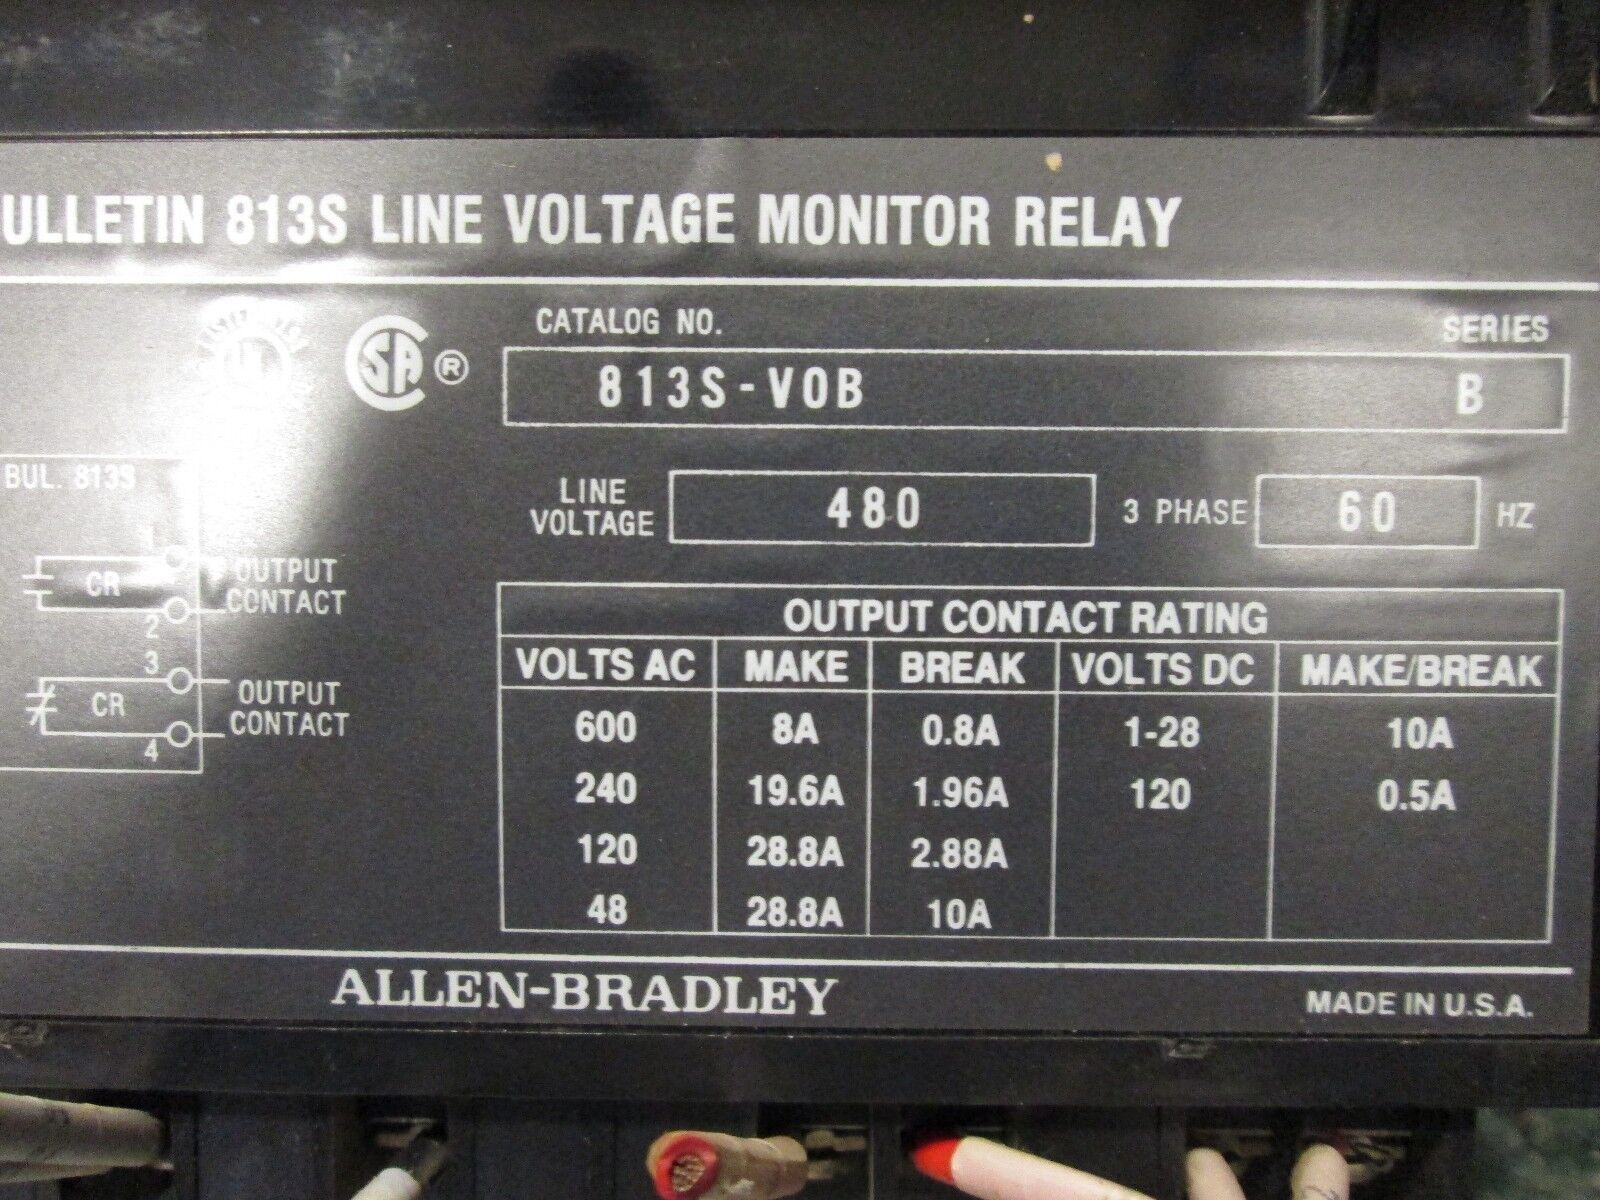 ULLETIN 813S LINE VOLTAGE MONITOR RELAY
CATALOG NO. SERIES
SA ®
813S-VOB B
BUL. 813S
LINE VOLTAGE 480 3 PHASE 60 HZ
1
CR OUTPUT CONTACT
2
3
CR OUTPUT CONTACT
4
OUTPUT CONTACT RATING
VOLTS AC MAKE BREAK VOLTS DC MAKE/BREAK
600 8A 0.8A 1-28 10A
240 19.6A 1.96A 120 0.5A
120 28.8A 2.88A
48 28.8A 10A
ALLEN-BRADLEY
MADE IN U.S.A.